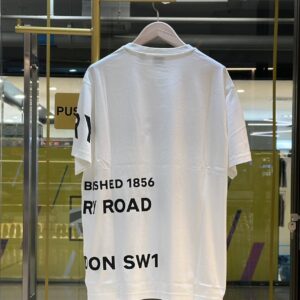 PUS
Y
BLISHED 1856
RY ROAD
DON SW1